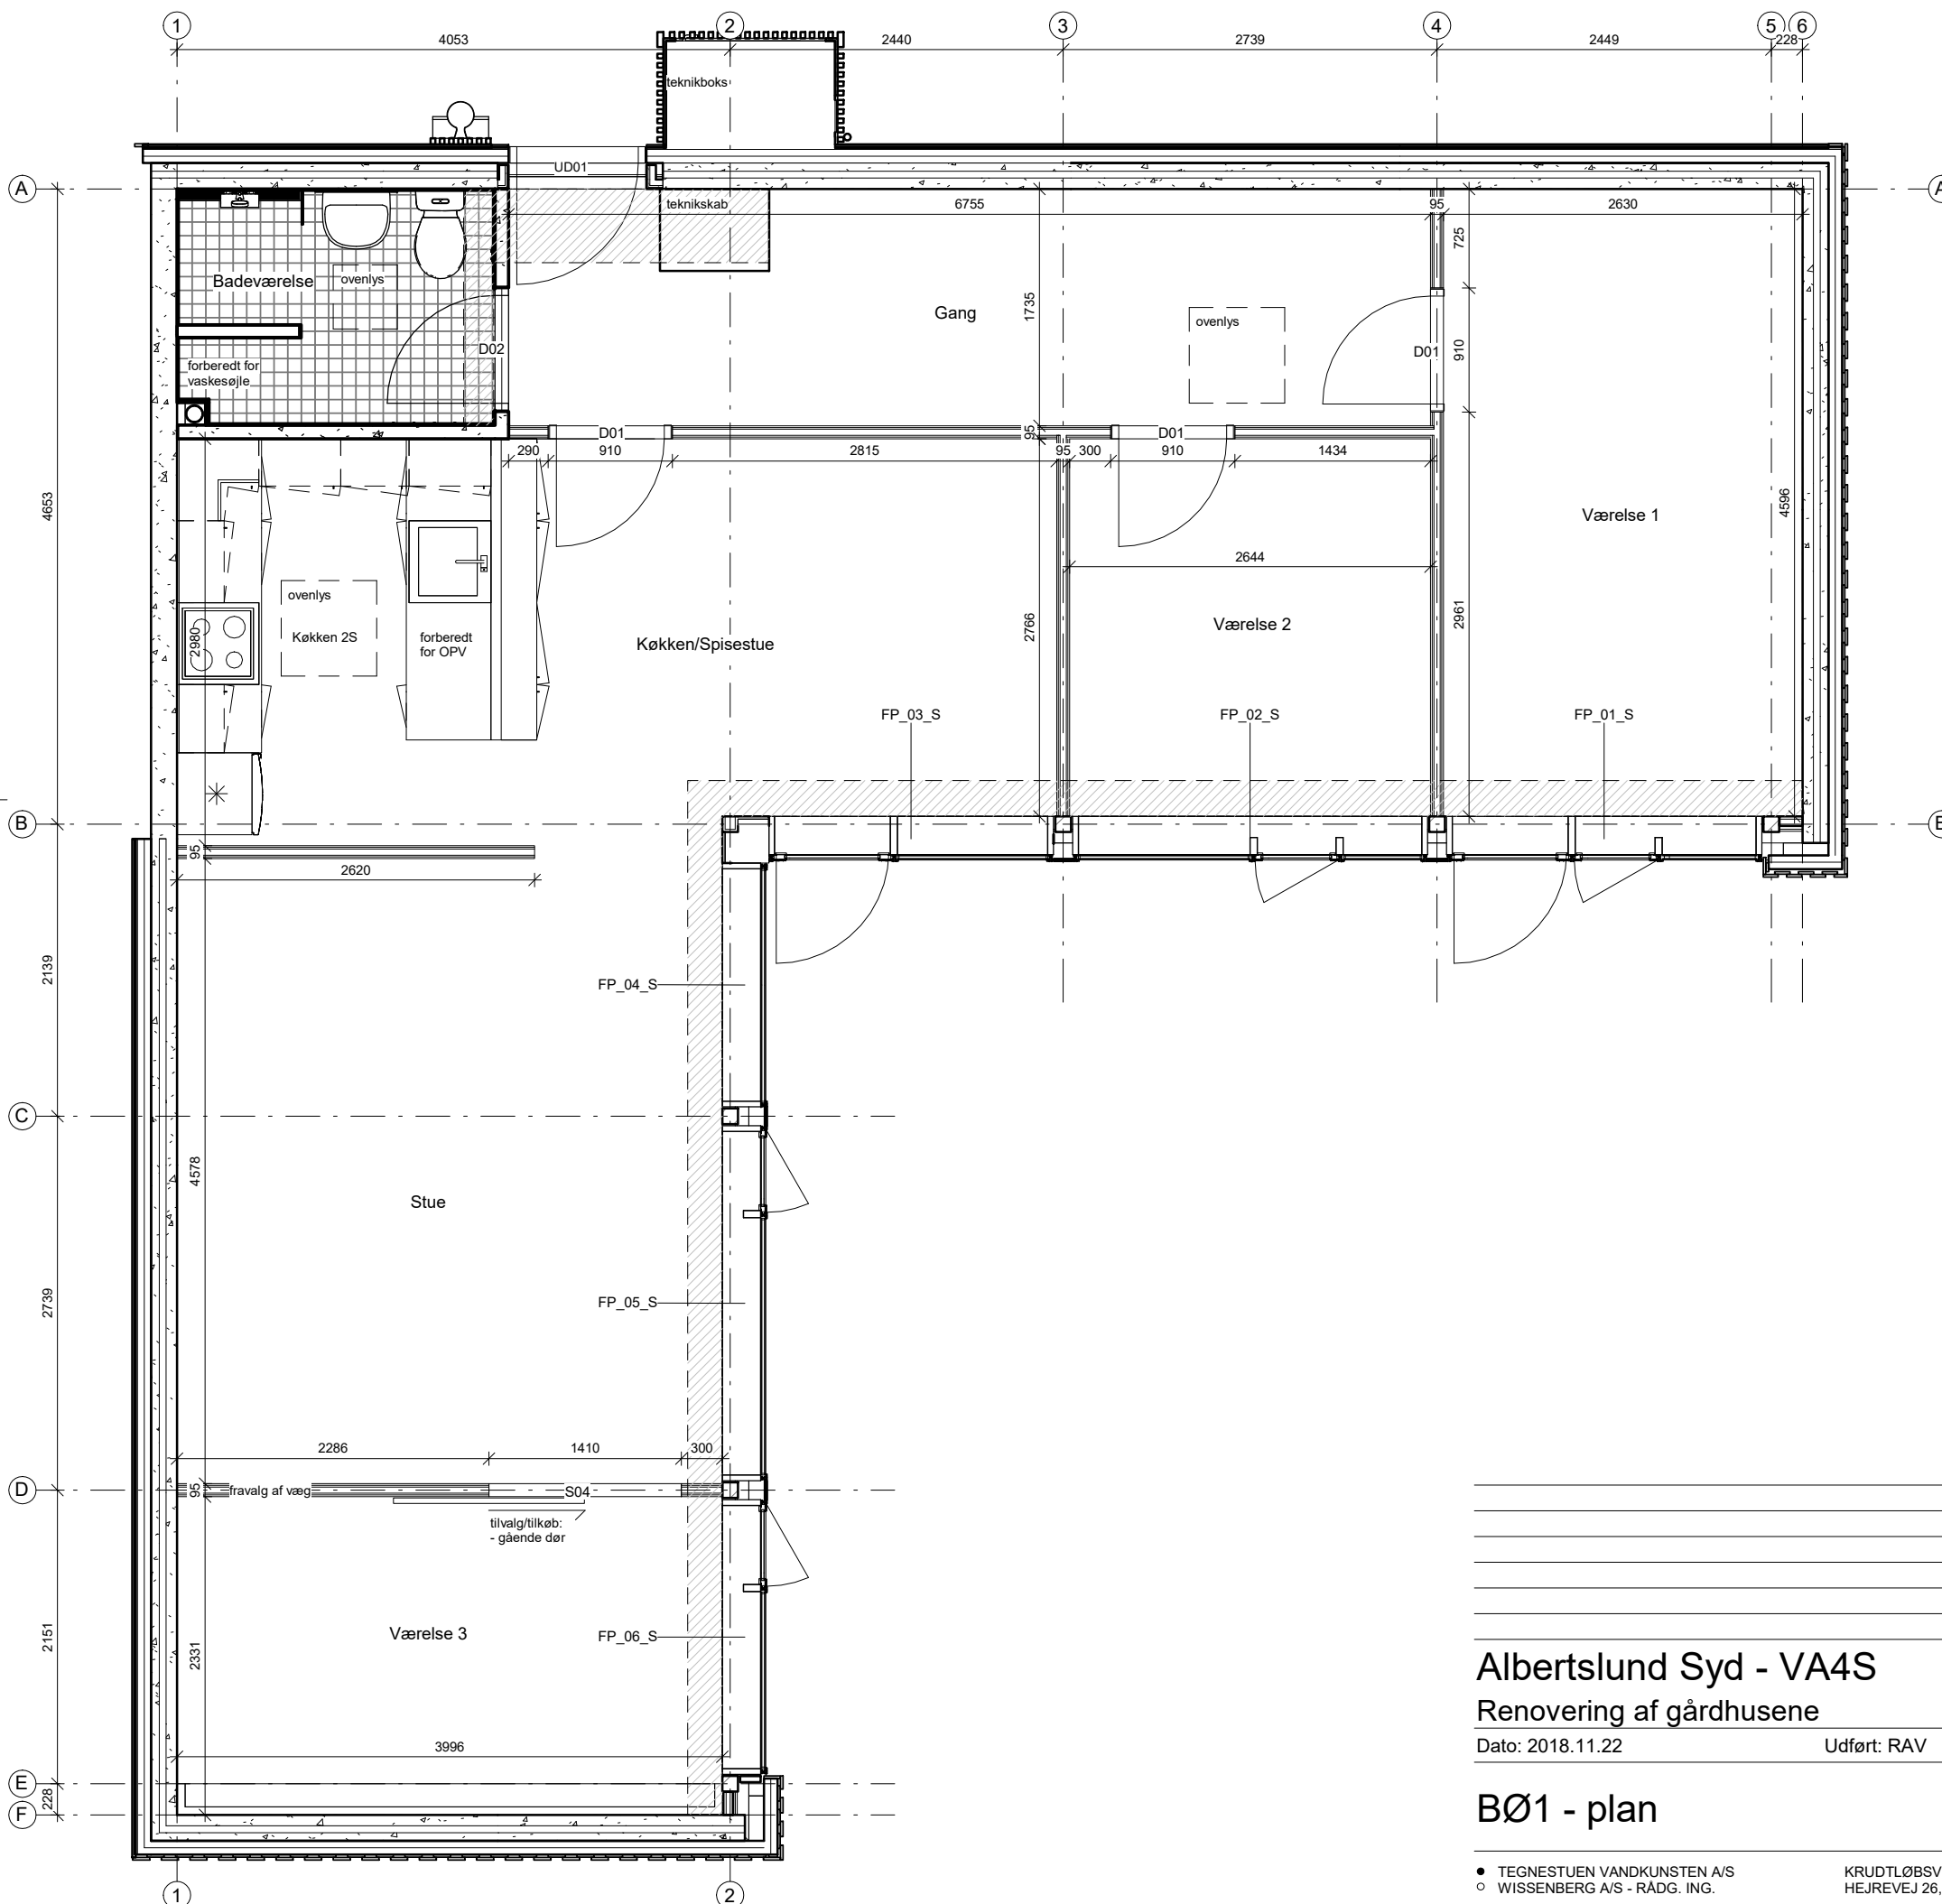 1 2 3 4 5 6
4053 2440 2739 2449 228
teknikboks
UD01
A A
teknikskab
6755 95 2630
725
Badeværelse
ovenlys
Gang
1735
ovenlys
D02
D01
910
forberedt for
vaskesøjle
D01
95
D01
290 910 2815 95 300 910 1434
4653
4596
Værelse 1
2644
ovenlys
Køkken 2S
2980
forberedt
for OPV
Køkken/Spisestue
2766
Værelse 2
2961
FP_03_S
FP_02_S
FP_01_S
B
95
2620
2139
FP_04_S
C
4578
Stue
2739
FP_05_S
2286 1410 300
D
95
fravalg af væg
S04
tilvalg/tilkøb:
- gående dør
2151
2331
Værelse 3
FP_06_S
3996
E
228
F
1 2
Albertslund Syd - VA4S
Renovering af gårdhusene
Dato: 2018.11.22 Udført: RAV
BØ1 - plan
TEGNESTUEN VANDKUNSTEN A/S KRUDTLØBSV
WISSENBERG A/S - RÅDG. ING. HEJREVEJ 26,